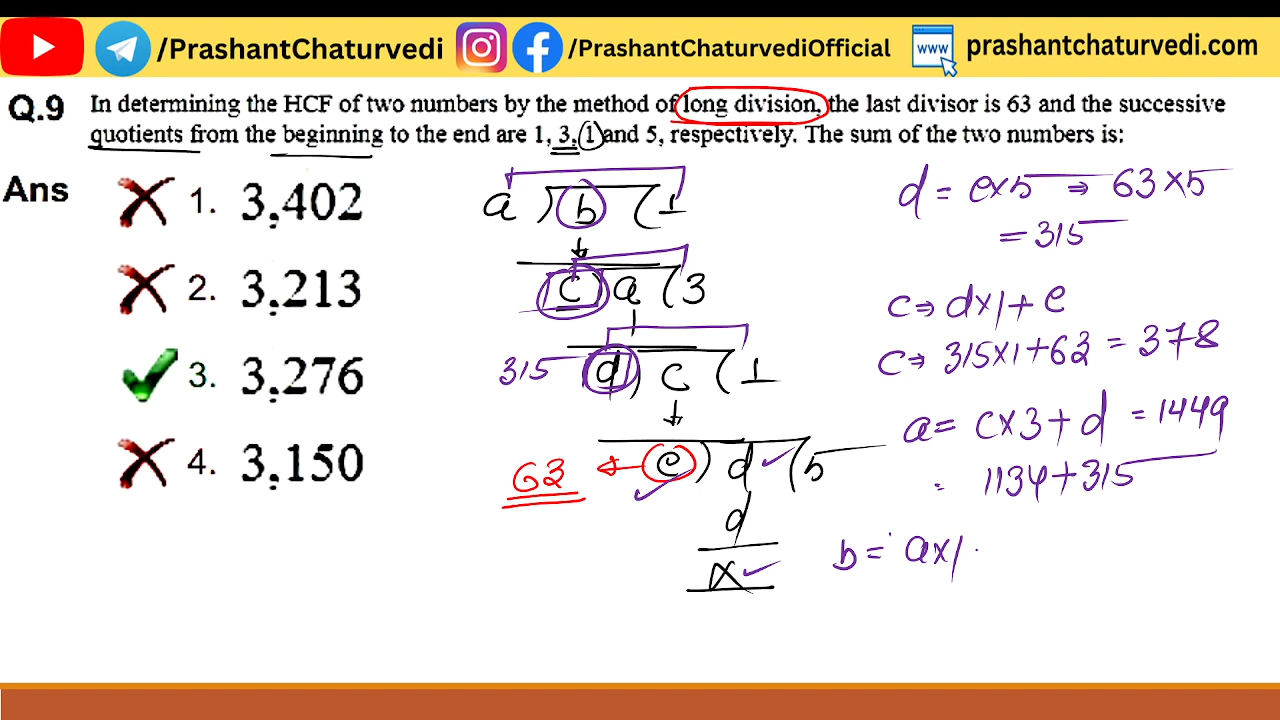 /PrashantChaturvedi /PrashantChaturvediOfficial www prashantchaturvedi.com
Q.9 In determining the HCF of two numbers by the method of long division, the last divisor is 63 and the successive
quotients from the beginning to the end are 1, 3, 1 and 5, respectively. The sum of the two numbers is:
Ans
1. 3,402
2. 3,213
3. 3,276
4. 3,150
a ) b ( 1
c ) a ( 3
315 d ) c ( 1
63 ← e ) d ( 5
d
x
d = e×5 ⇒ 63×5
= 315
c ⇒ d×1+e
c ⇒ 315×1+63 = 378
a = c×3+d = 1449
= 1134+315
b = a×1